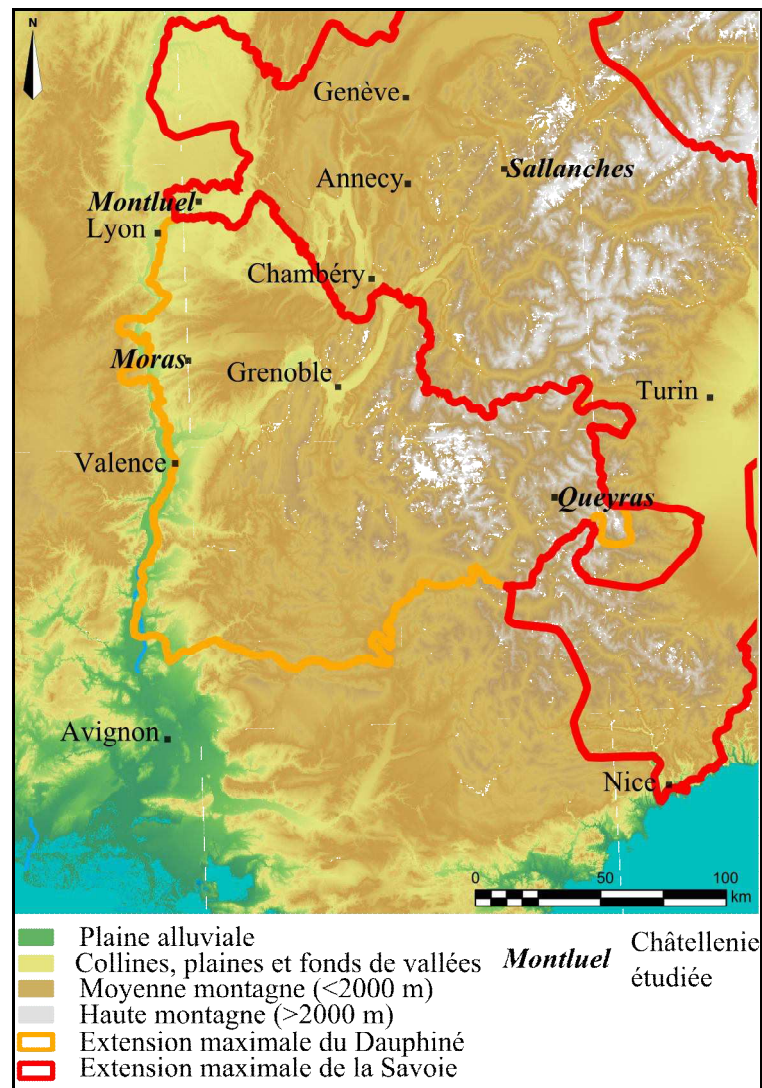 N
Genève
Annecy
Sallanches
Montluel
Lyon
Chambéry
Moras
Grenoble
Turin
Valence
Queyras
Avignon
Nice
0 50 100
km
Plaine alluviale
Collines, plaines et fonds de vallées
Moyenne montagne (<2000 m)
Haute montagne (>2000 m)
Extension maximale du Dauphiné
Extension maximale de la Savoie
Montluel Châtellenie
étudiée